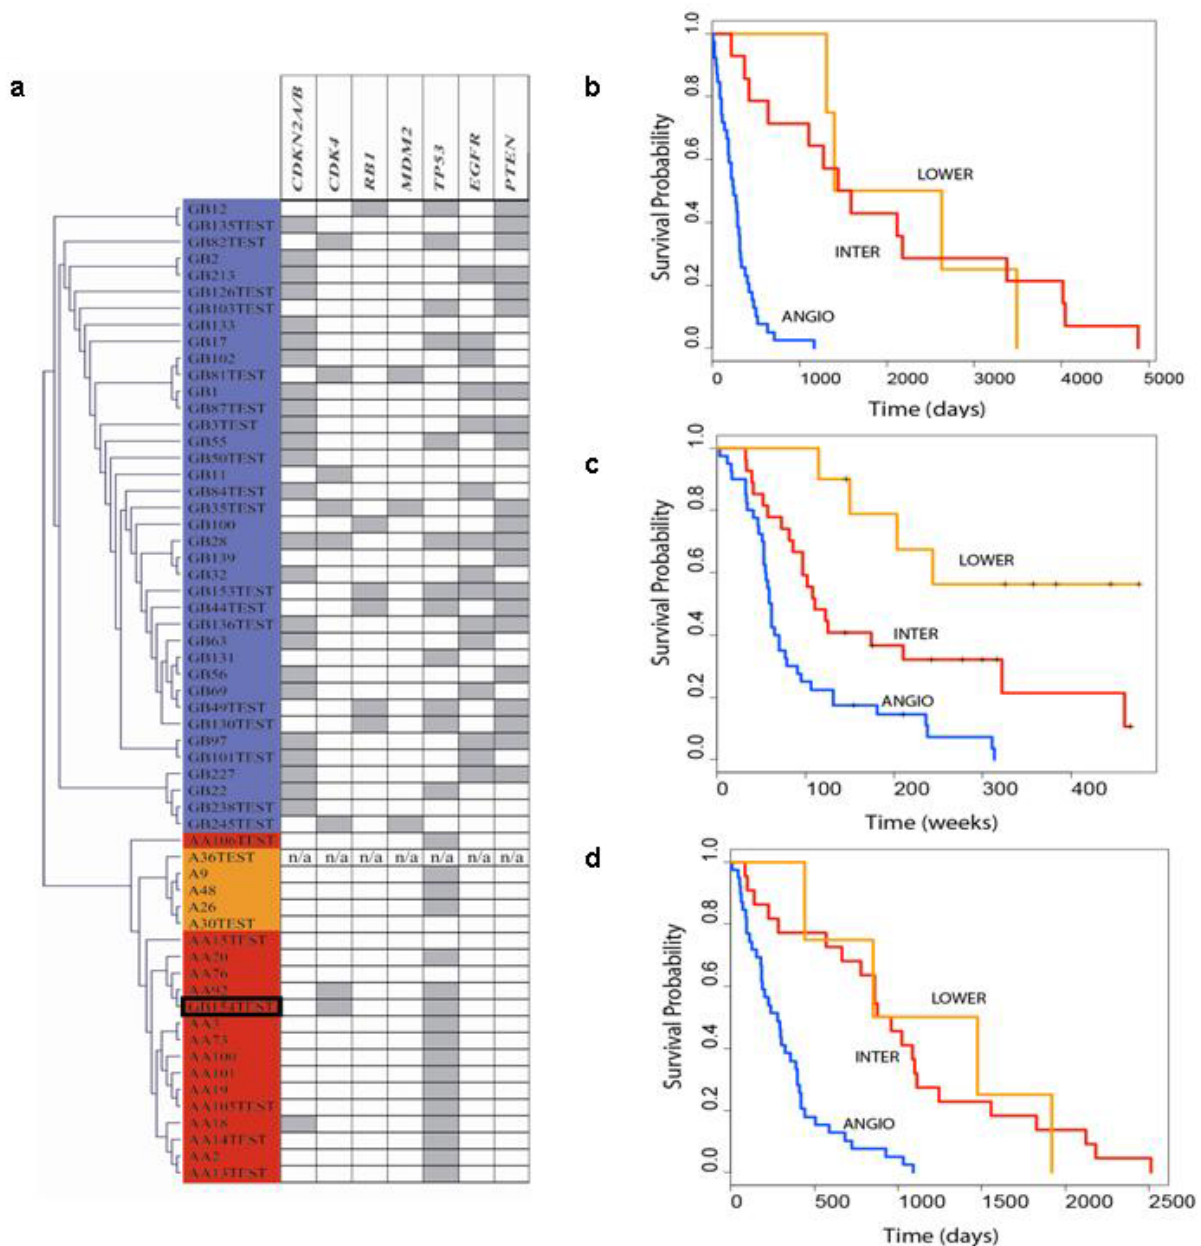 a
CDKN2A/B
CDK4
RB1
MDM2
TP53
EGFR
PTEN
GB12
GB135TEST
GB82TEST
GB2
GB213
GB126TEST
GB103TEST
GB133
GB17
GB102
GB81TEST
GB1
GB87TEST
GB3TEST
GB55
GB50TEST
GB11
GB84TEST
GB35TEST
GB100
GB28
GB139
GB32
GB153TEST
GB44TEST
GB136TEST
GB63
GB131
GB56
GB69
GB49TEST
GB130TEST
GB97
GB101TEST
GB227
GB22
GB238TEST
GB245TEST
AA106TEST
A36TEST n/a n/a n/a n/a n/a n/a n/a
A9
A48
A26
A30TEST
AA15TEST
AA20
AA76
AA92
GB154TEST
AA3
AA73
AA100
AA101
AA19
AA105TEST
AA18
AA14TEST
AA2
AA13TEST
b
Survival Probability
1.0
0.8
0.6
0.4
0.2
0.0
LOWER
INTER
ANGIO
0 1000 2000 3000 4000 5000
Time (days)
c
Survival Probability
1.0
0.8
0.6
0.4
0.2
0.0
LOWER
INTER
ANGIO
0 100 200 300 400
Time (weeks)
d
Survival Probability
1.0
0.8
0.6
0.4
0.2
0.0
LOWER
INTER
ANGIO
0 500 1000 1500 2000 2500
Time (days)